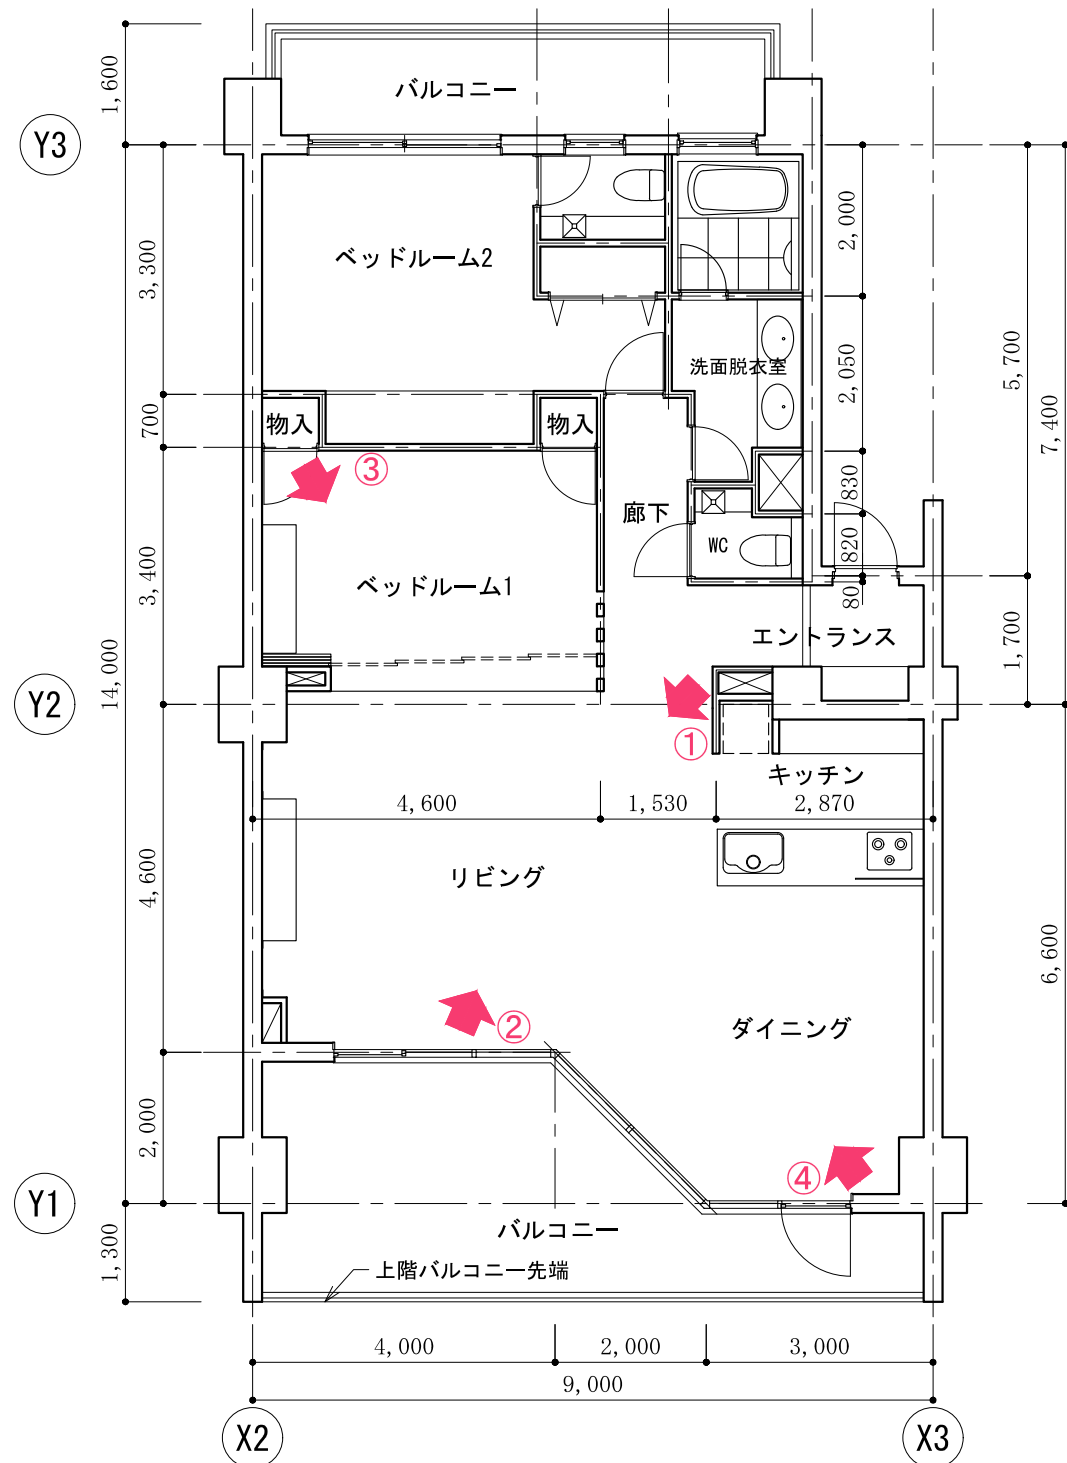 バルコニー
1,600
Y3
3,300
2,000
ベッドルーム2
5,700
洗面脱衣室
2,050
7,400
700
物入
物入
③
830
廊下
WC
820
3,400
ベッドルーム1
80
エントランス
1,700
14,000
Y2
①
キッチン
4,600
1,530
2,870
リビング
4,600
6,600
②
ダイニング
2,000
④
Y1
バルコニー
1,300
上階バルコニー先端
4,000
2,000
3,000
9,000
X2
X3